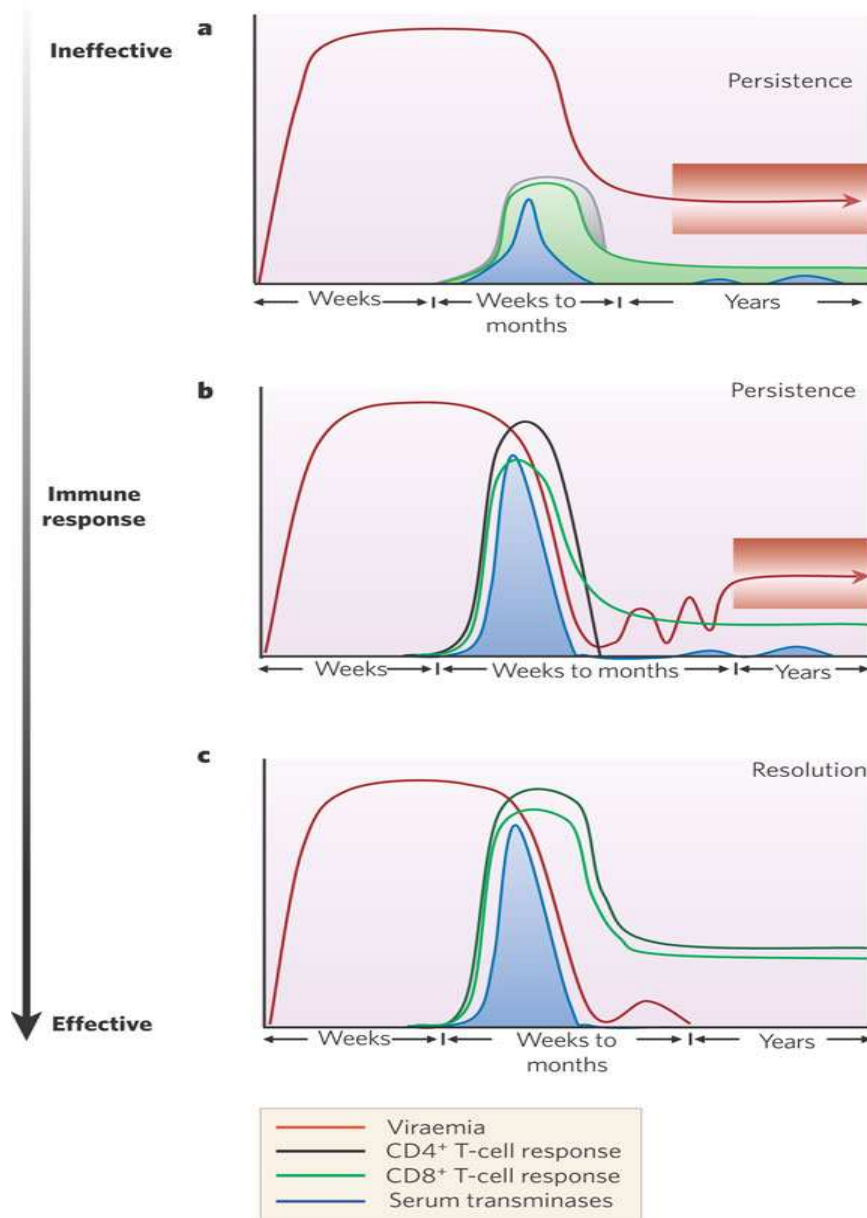 a
Ineffective
Persistence
Weeks
Weeks to
months
Years
b
Persistence
Immune
response
Weeks
Weeks to months
Years
c
Resolution
Effective
Weeks
Weeks to
months
Years
Viraemia
CD4+ T-cell response
CD8+ T-cell response
Serum transminases